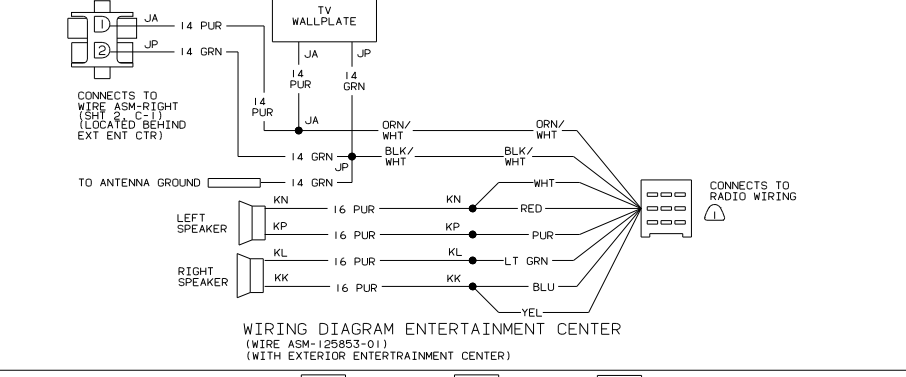 TV
WALLPLATE
1
JA
14 PUR
2
JP
14 GRN
JA
JP
14
PUR
14
GRN
CONNECTS TO
WIRE ASM-RIGHT
(SHT 2, C-1)
(LOCATED BEHIND
EXT ENT CTR)
14
PUR
JA
ORN/
WHT
ORN/
WHT
14 GRN
JP
BLK/
WHT
BLK/
WHT
TO ANTENNA GROUND
14 GRN
WHT
CONNECTS TO
RADIO WIRING
1
LEFT
SPEAKER
KN
16 PUR
KN
RED
KP
16 PUR
KP
PUR
RIGHT
SPEAKER
KL
16 PUR
KL
LT GRN
KK
16 PUR
KK
BLU
YEL
WIRING DIAGRAM ENTERTAINMENT CENTER
(WIRE ASM-125853-01)
(WITH EXTERIOR ENTERTRAINMENT CENTER)